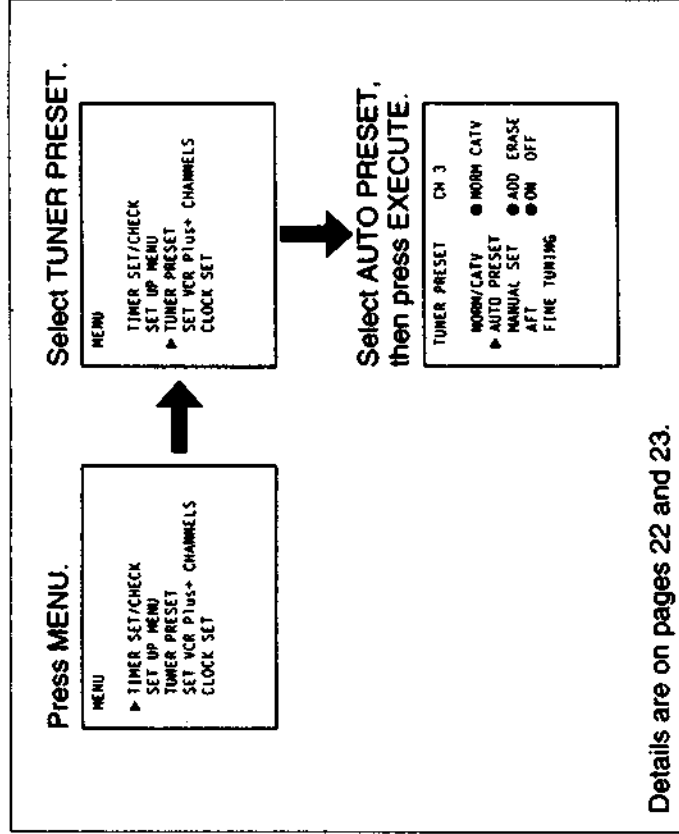 Press MENU.
MENU
▶ TIMER SET/CHECK
SET UP MENU
TUNER PRESET
SET VCR Plus+ CHANNELS
CLOCK SET
Select TUNER PRESET.
MENU
TIMER SET/CHECK
SET UP MENU
▶ TUNER PRESET
SET VCR Plus+ CHANNELS
CLOCK SET
Select AUTO PRESET,
then press EXECUTE.
TUNER PRESET CH 3
NORM/CATV ●NORM CATV
▶ AUTO PRESET
MANUAL SET ●ADD ERASE
AFT ●ON OFF
FINE TUNING
Details are on pages 22 and 23.